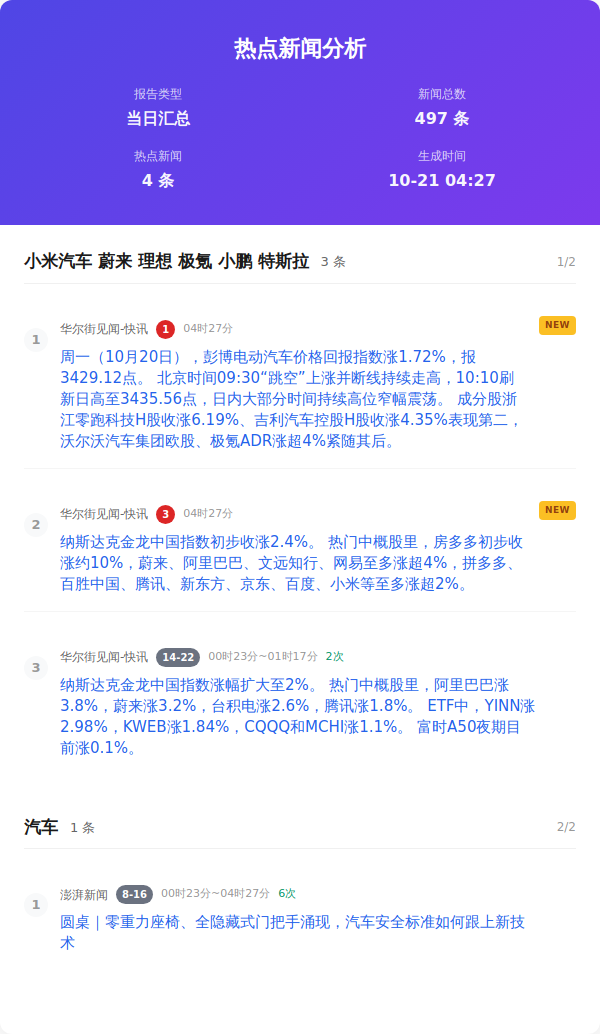 热点新闻分析
报告类型
当日汇总
新闻总数
497 条
热点新闻
4 条
生成时间
10-21 04:27
小米汽车 蔚来 理想 极氪 小鹏 特斯拉 3 条 1/2
1 华尔街见闻-快讯 1 04时27分 NEW
周一（10月20日），彭博电动汽车价格回报指数涨1.72%，报
3429.12点。 北京时间09:30“跳空”上涨并断线持续走高，10:10刷
新日高至3435.56点，日内大部分时间持续高位窄幅震荡。 成分股浙
江零跑科技H股收涨6.19%、吉利汽车控股H股收涨4.35%表现第二，
沃尔沃汽车集团欧股、极氪ADR涨超4%紧随其后。
2 华尔街见闻-快讯 3 04时27分 NEW
纳斯达克金龙中国指数初步收涨2.4%。 热门中概股里，房多多初步收
涨约10%，蔚来、阿里巴巴、文远知行、网易至多涨超4%，拼多多、
百胜中国、腾讯、新东方、京东、百度、小米等至多涨超2%。
3 华尔街见闻-快讯 14-22 00时23分~01时17分 2次
纳斯达克金龙中国指数涨幅扩大至2%。 热门中概股里，阿里巴巴涨
3.8%，蔚来涨3.2%，台积电涨2.6%，腾讯涨1.8%。 ETF中，YINN涨
2.98%，KWEB涨1.84%，CQQQ和MCHI涨1.1%。 富时A50夜期目
前涨0.1%。
汽车 1 条 2/2
1 澎湃新闻 8-16 00时23分~04时27分 6次
圆桌｜零重力座椅、全隐藏式门把手涌现，汽车安全标准如何跟上新技
术